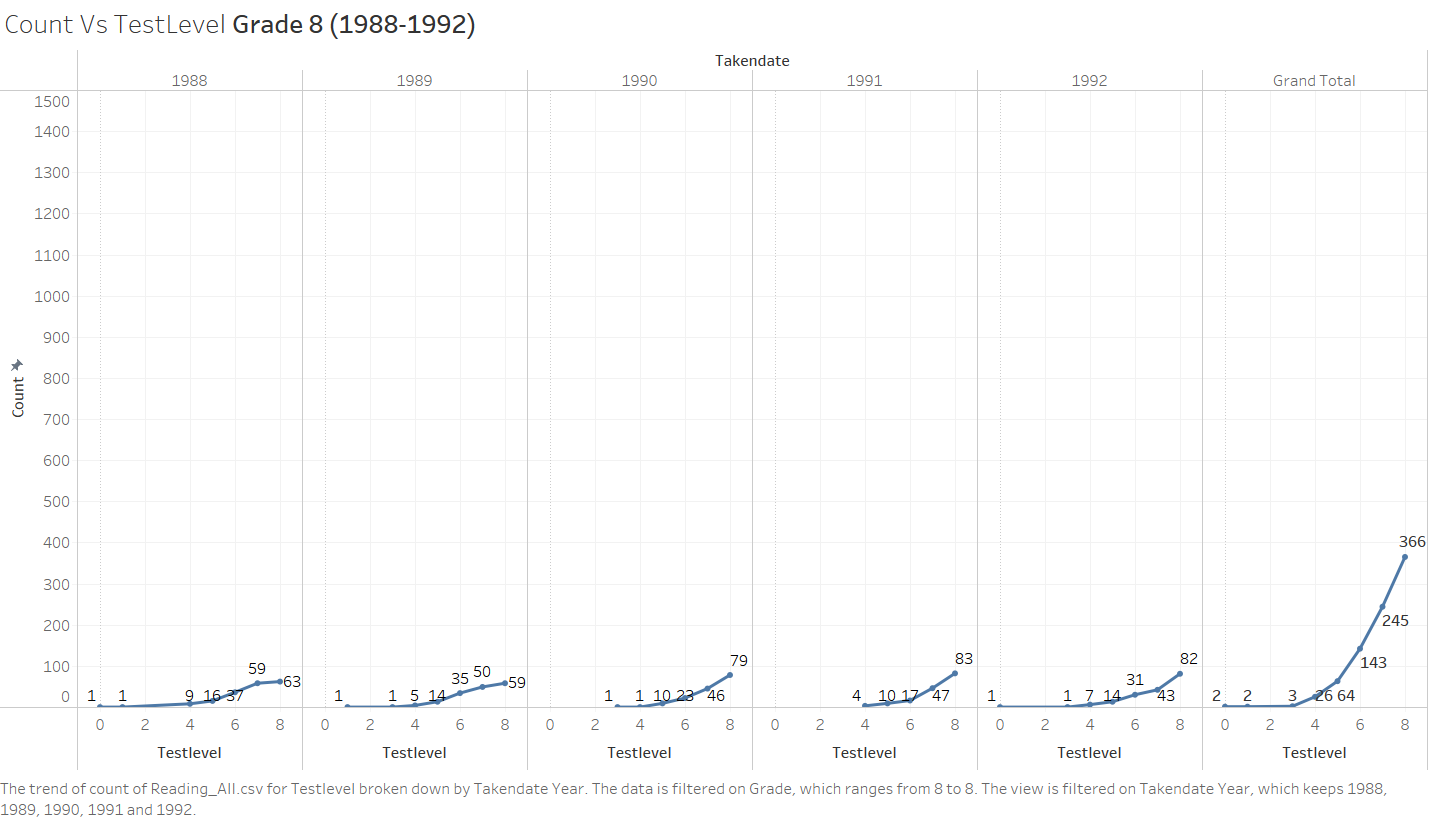 Count Vs TestLevel Grade 8 (1988-1992)
Takendate
1988 1989 1990 1991 1992 Grand Total
1500
1400
1300
1200
1100
1000
900
800
700
600
500
400
300
200
100
0
Count
1 1 9 16 37 59 63
1 1 5 14 35 50 59
1 1 10 23 46 79
4 10 17 47 83
1 1 7 14 31 43 82
2 2 3 26 64 143 245 366
0 2 4 6 8 0 2 4 6 8 0 2 4 6 8 0 2 4 6 8 0 2 4 6 8 0 2 4 6 8
Testlevel Testlevel Testlevel Testlevel Testlevel Testlevel
The trend of count of Reading_All.csv for Testlevel broken down by Takendate Year. The data is filtered on Grade, which ranges from 8 to 8. The view is filtered on Takendate Year, which keeps 1988,
1989, 1990, 1991 and 1992.